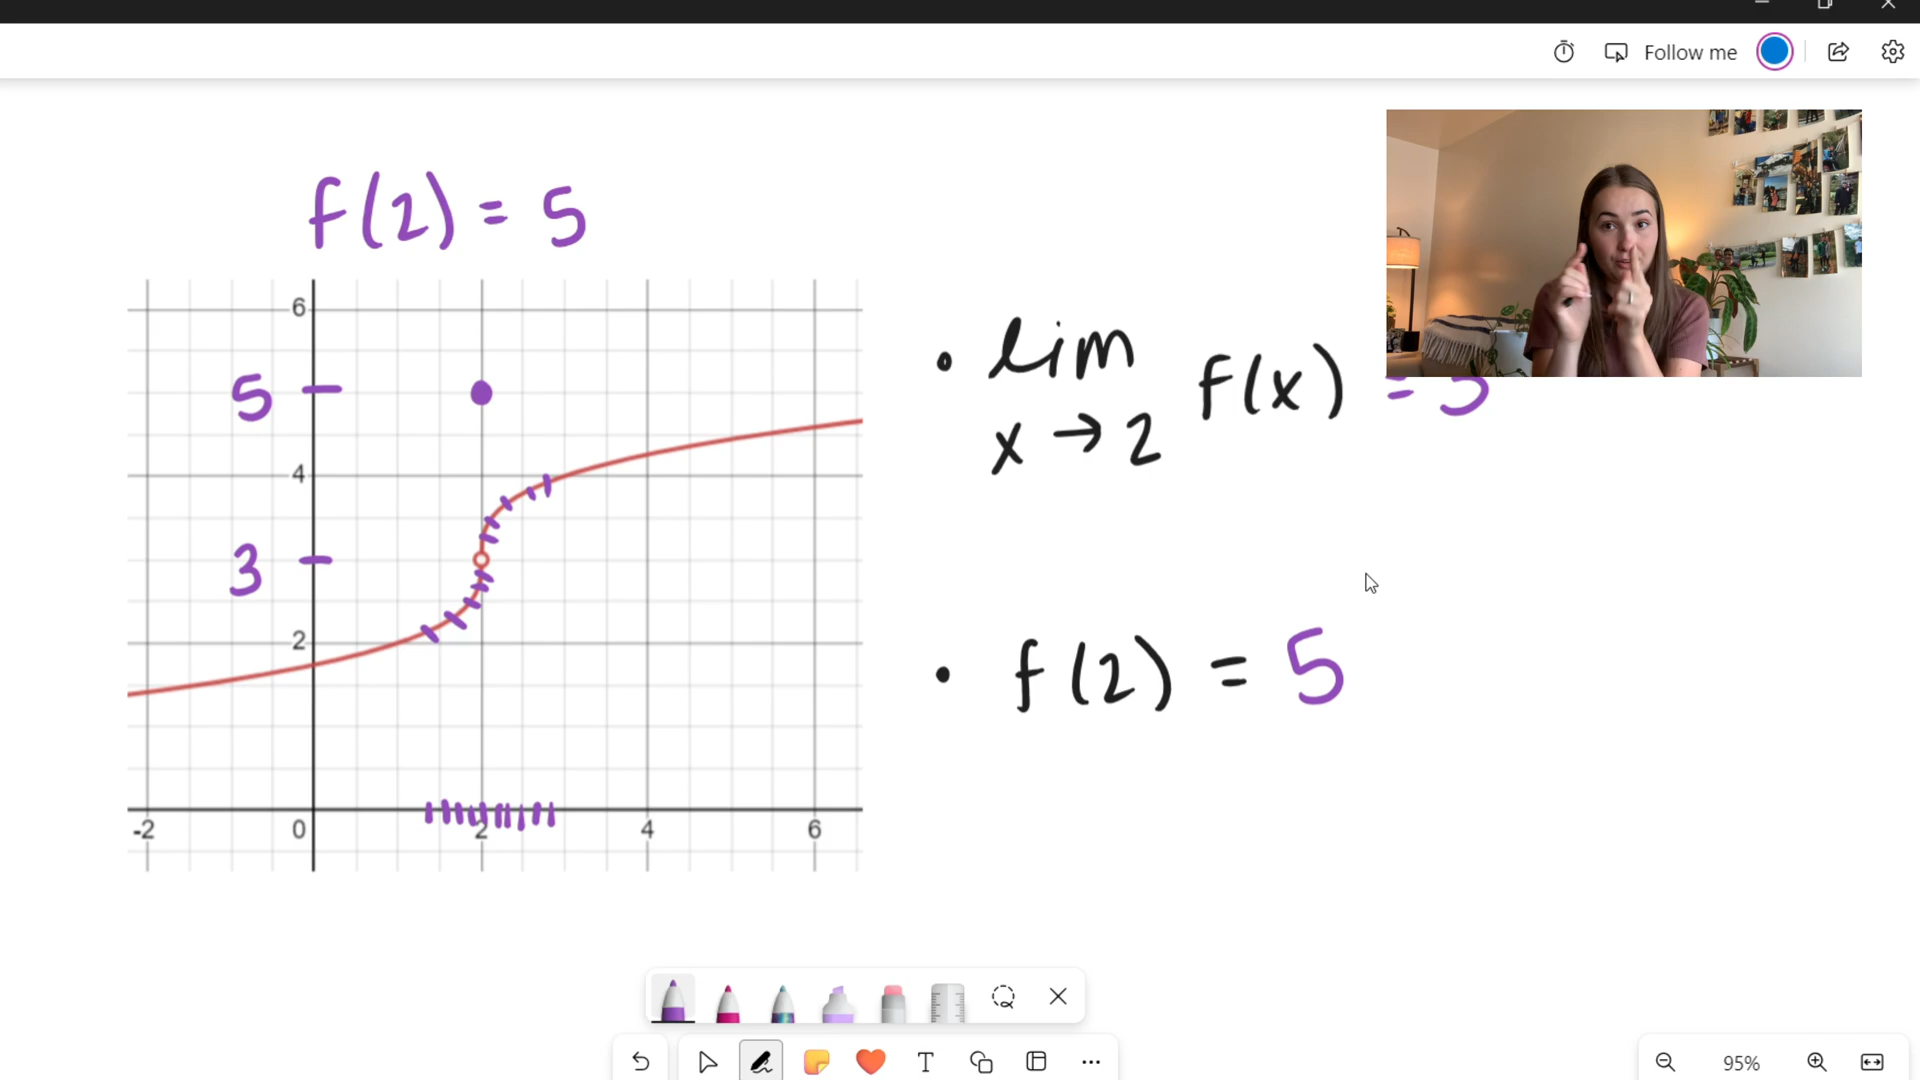 Follow me
f(2) = 5
6
5
4
3
2
-2 0 2 4 6
• lim f(x) =
x → 2
• f(2) = 5
T
95%